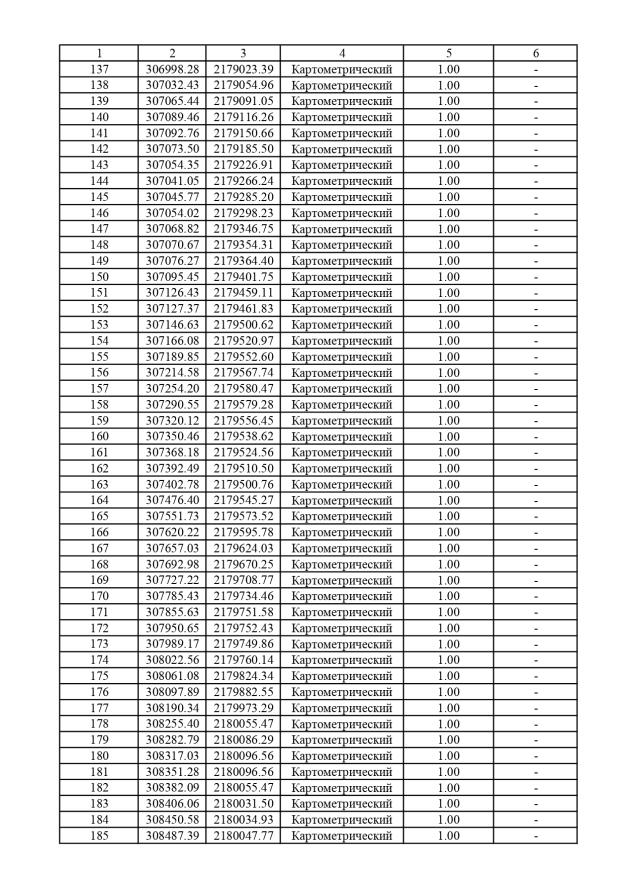 1 2 3 4 5 6
137 306998.28 2179023.39 Картометрический 1.00 -
138 307032.43 2179054.96 Картометрический 1.00 -
139 307065.44 2179091.05 Картометрический 1.00 -
140 307089.46 2179116.26 Картометрический 1.00 -
141 307092.76 2179150.66 Картометрический 1.00 -
142 307073.50 2179185.50 Картометрический 1.00 -
143 307054.35 2179226.91 Картометрический 1.00 -
144 307041.05 2179266.24 Картометрический 1.00 -
145 307045.77 2179285.20 Картометрический 1.00 -
146 307054.02 2179298.23 Картометрический 1.00 -
147 307068.82 2179346.75 Картометрический 1.00 -
148 307070.67 2179354.31 Картометрический 1.00 -
149 307076.27 2179364.40 Картометрический 1.00 -
150 307095.45 2179401.75 Картометрический 1.00 -
151 307126.43 2179459.11 Картометрический 1.00 -
152 307127.37 2179461.83 Картометрический 1.00 -
153 307146.63 2179500.62 Картометрический 1.00 -
154 307166.08 2179520.97 Картометрический 1.00 -
155 307189.85 2179552.60 Картометрический 1.00 -
156 307214.58 2179567.74 Картометрический 1.00 -
157 307254.20 2179580.47 Картометрический 1.00 -
158 307290.55 2179579.28 Картометрический 1.00 -
159 307320.12 2179556.45 Картометрический 1.00 -
160 307350.46 2179538.62 Картометрический 1.00 -
161 307368.18 2179524.56 Картометрический 1.00 -
162 307392.49 2179510.50 Картометрический 1.00 -
163 307402.78 2179500.76 Картометрический 1.00 -
164 307476.40 2179545.27 Картометрический 1.00 -
165 307551.73 2179573.52 Картометрический 1.00 -
166 307620.22 2179595.78 Картометрический 1.00 -
167 307657.03 2179624.03 Картометрический 1.00 -
168 307692.98 2179670.25 Картометрический 1.00 -
169 307727.22 2179708.77 Картометрический 1.00 -
170 307785.43 2179734.46 Картометрический 1.00 -
171 307855.63 2179751.58 Картометрический 1.00 -
172 307950.65 2179752.43 Картометрический 1.00 -
173 307989.17 2179749.86 Картометрический 1.00 -
174 308022.56 2179760.14 Картометрический 1.00 -
175 308061.08 2179824.34 Картометрический 1.00 -
176 308097.89 2179882.55 Картометрический 1.00 -
177 308190.34 2179973.29 Картометрический 1.00 -
178 308255.40 2180055.47 Картометрический 1.00 -
179 308282.79 2180086.29 Картометрический 1.00 -
180 308317.03 2180096.56 Картометрический 1.00 -
181 308351.28 2180096.56 Картометрический 1.00 -
182 308382.09 2180055.47 Картометрический 1.00 -
183 308406.06 2180031.50 Картометрический 1.00 -
184 308450.58 2180034.93 Картометрический 1.00 -
185 308487.39 2180047.77 Картометрический 1.00 -